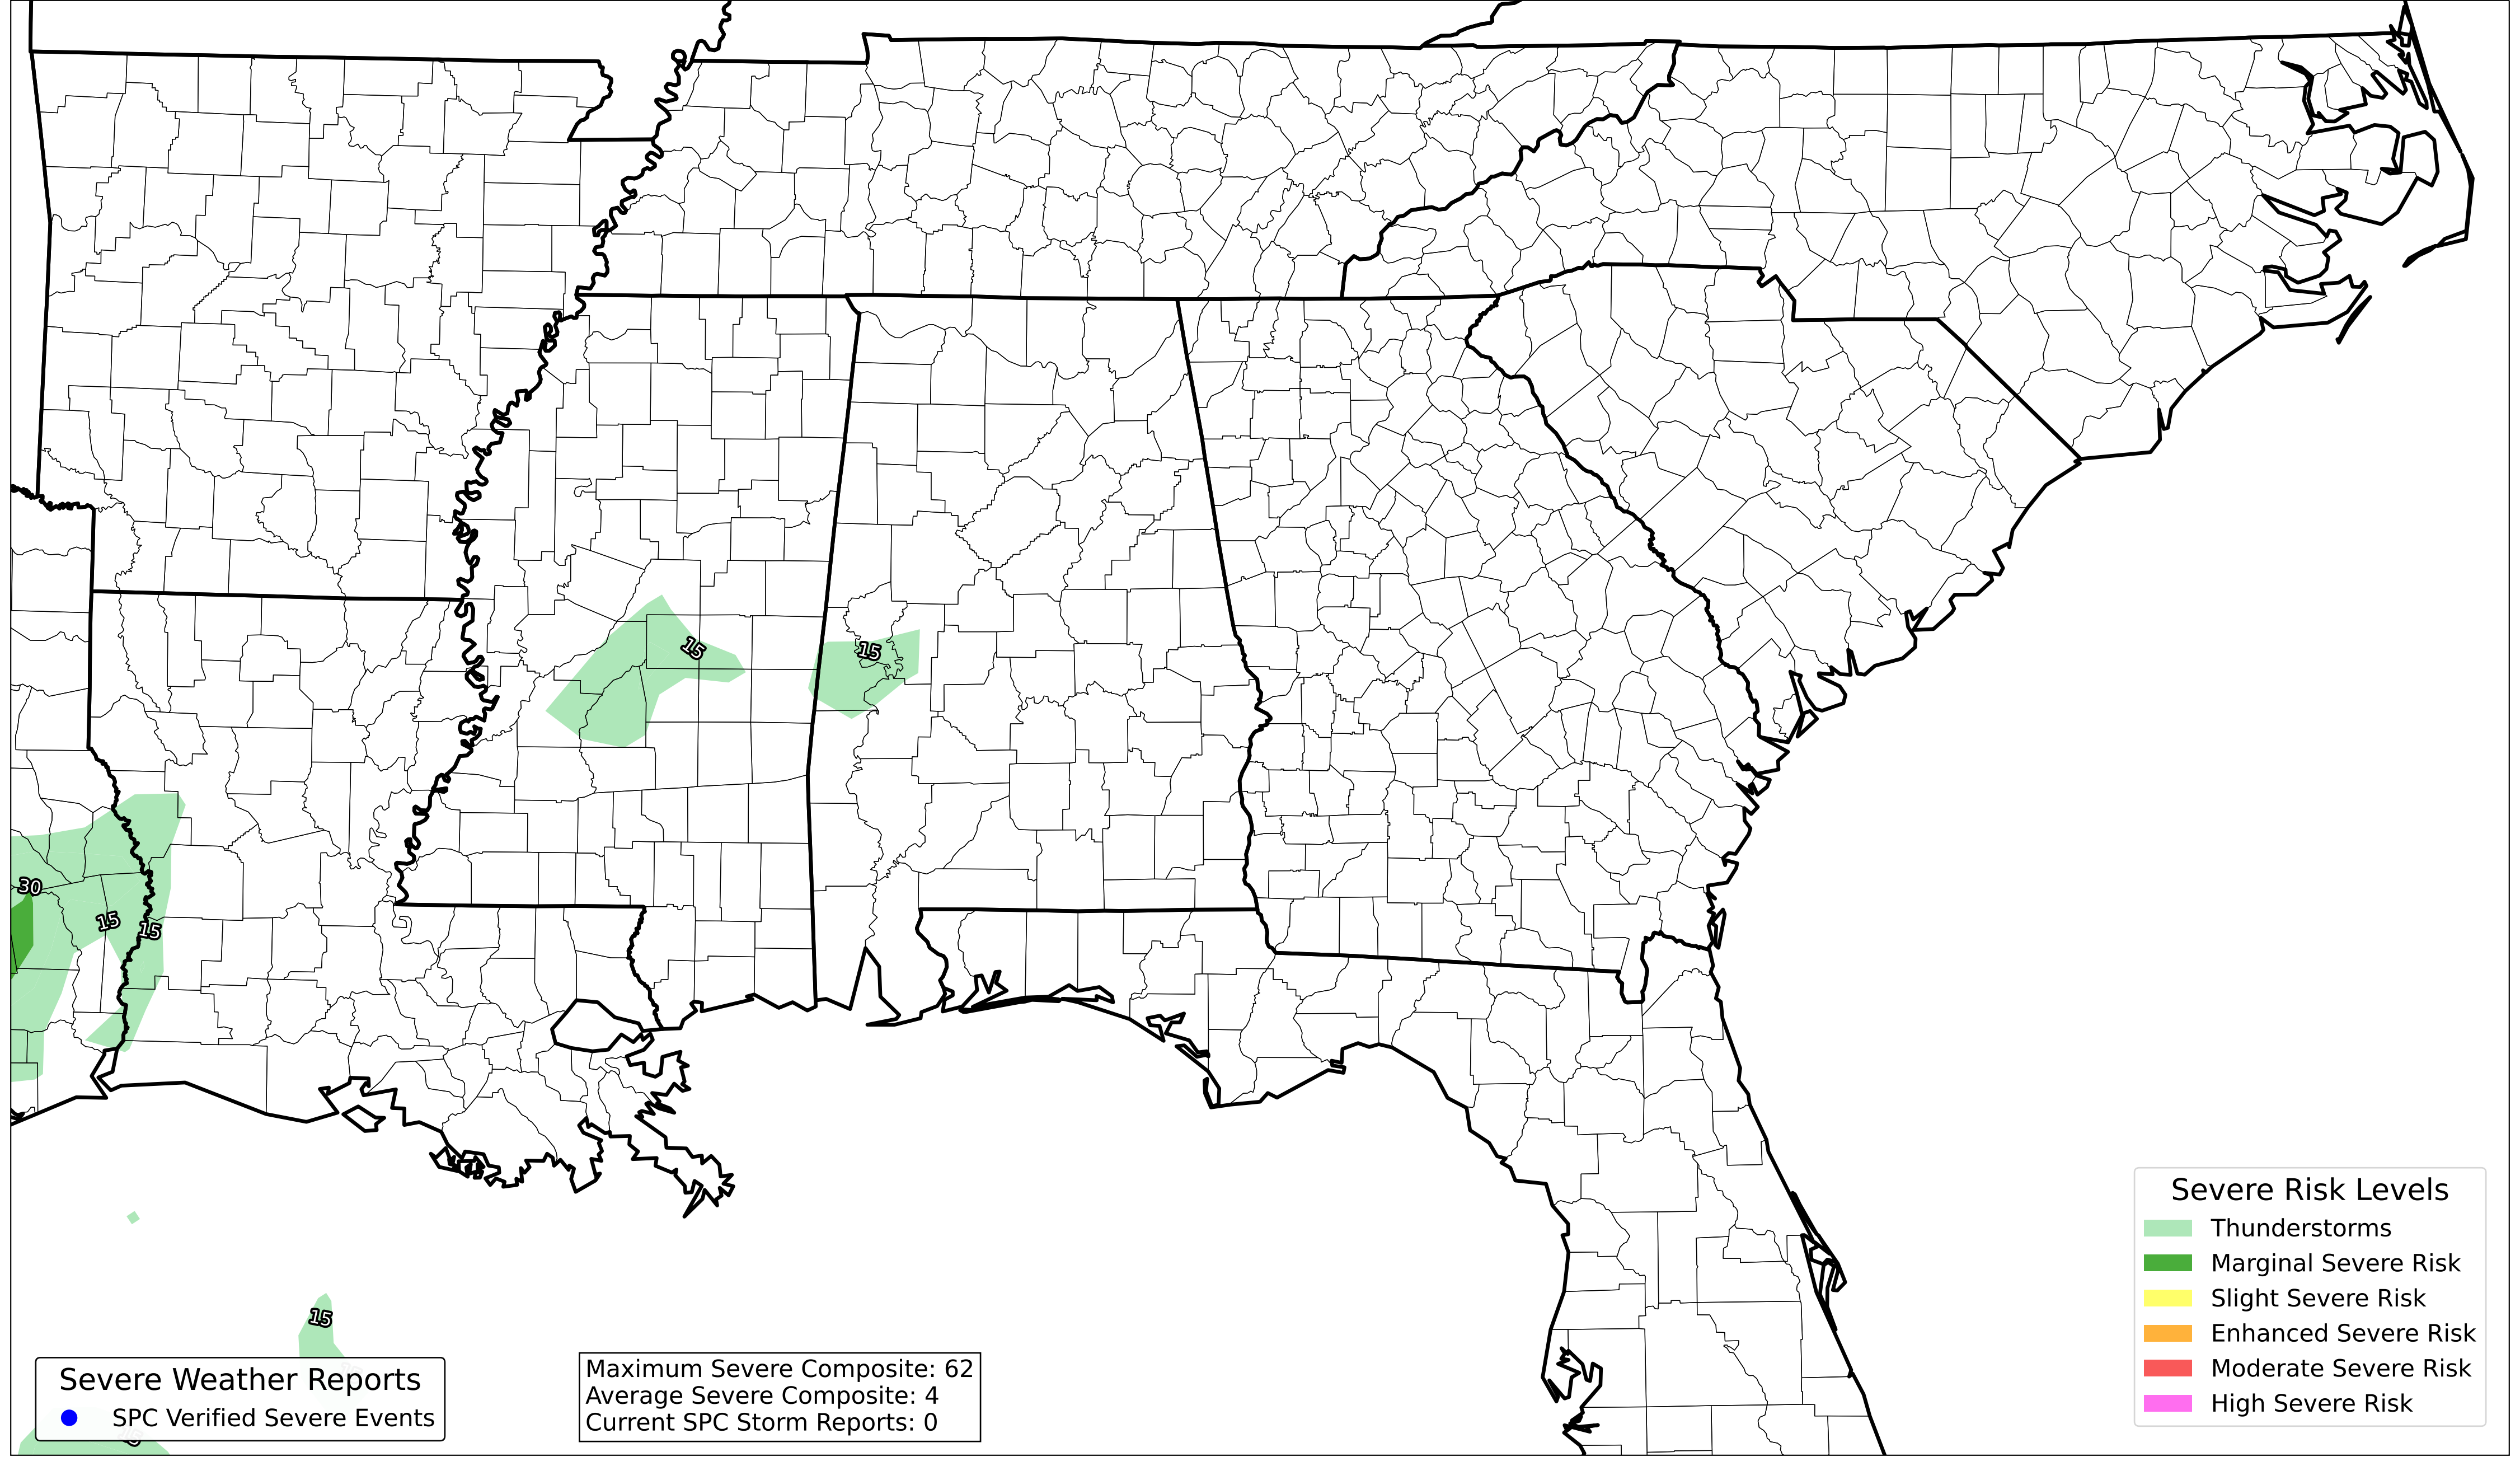 15
15
30
15
15
15
Severe Risk Levels
Thunderstorms
Marginal Severe Risk
Slight Severe Risk
Enhanced Severe Risk
Moderate Severe Risk
High Severe Risk
Severe Weather Reports
SPC Verified Severe Events
Maximum Severe Composite: 62
Average Severe Composite: 4
Current SPC Storm Reports: 0